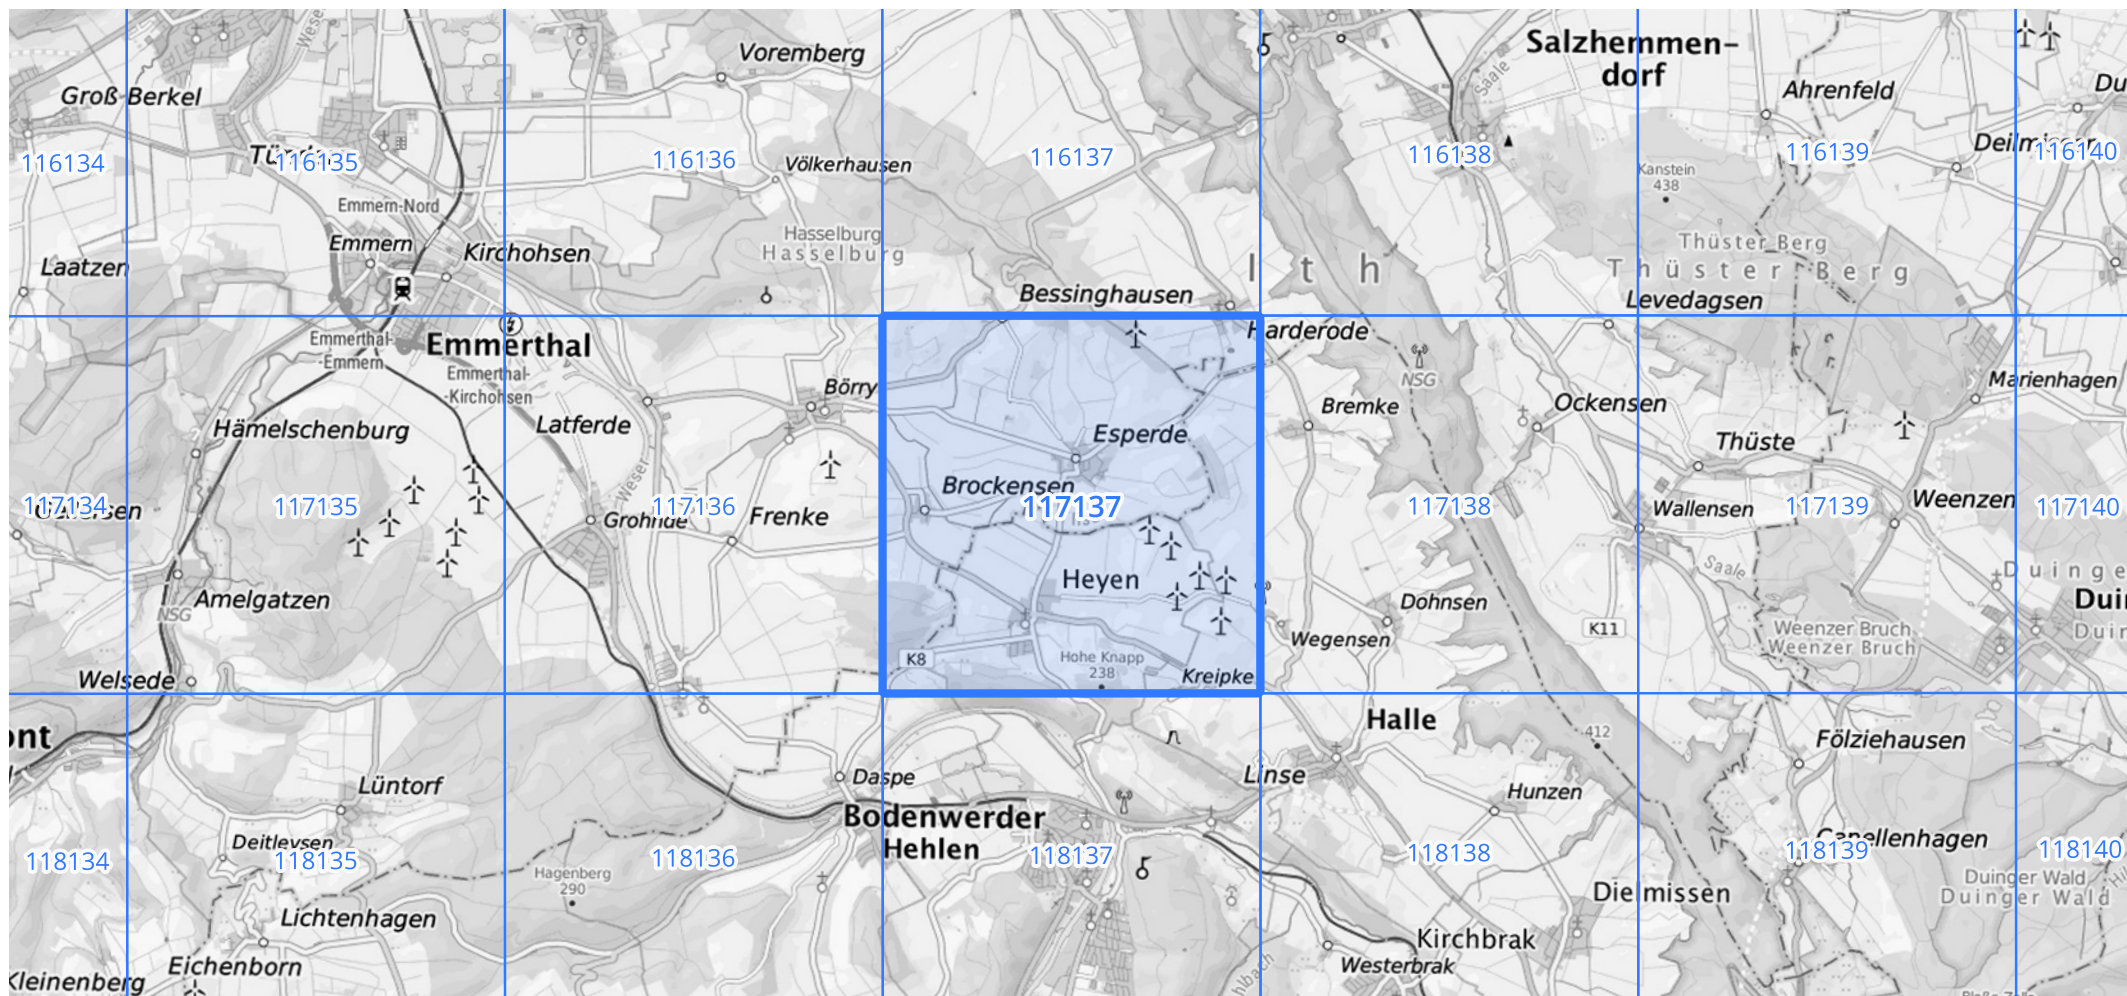 Weser
Voremberg
Salzhemmen-
dorf
Saale
Groß Berkel
Ahrenfeld
116134
116135
116136
Völkerhausen
116137
116138
116139
116140
Kanstein
438
Emmern-Nord
Emmern
Kirchohsen
Hasselburg
Hasselburg
Thüster Berg
Thüster Berg
Laatzen
I t h
Bessinghausen
Levedagsen
Emmerthal-
-Emmern
Emmerthal
Emmerthal-
-Kirchohsen
Harderode
NSG
Marienhagen
Börry
Bremke
Ockensen
Hämelschenburg
Latferde
Esperde
Thüste
Weser
Brockensen
117134
117135
117136
117137
117138
117139
117140
Grohnde
Frenke
Wallensen
Weenzen
Heyen
Saale
Amelgatzen
NSG
Dohnsen
K11
Wegensen
Weenzer Bruch
Weenzer Bruch
K8
Hohe Knapp
238
Kreipke
Welsede
Halle
412
Fölziehausen
Lüntorf
Daspe
Linse
Hunzen
Bodenwerder
Hehlen
Deitlevsen
118134
118135
118136
118137
118138
118139
118140
Capellenhagen
Hagenberg
290
Duinger Wald
Duinger Wald
Dielmissen
Lichtenhagen
Kirchbrak
Westerbrak
Eichenborn
Kleinenberg